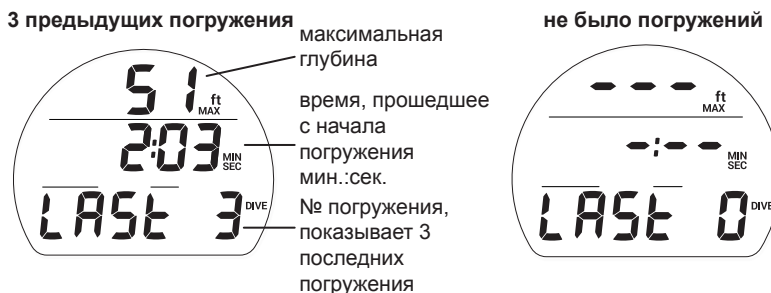 3 предыдущих погружения
максимальная
глубина
51 ft
MAX
время, прошедшее
с начала
погружения
мин.:сек.
2:03 MIN
SEC
№ погружения,
показывает 3
последних
погружения
LASt 3 DIVE
не было погружений
--- ft
MAX
-:-- MIN
SEC
LASt 0 DIVE